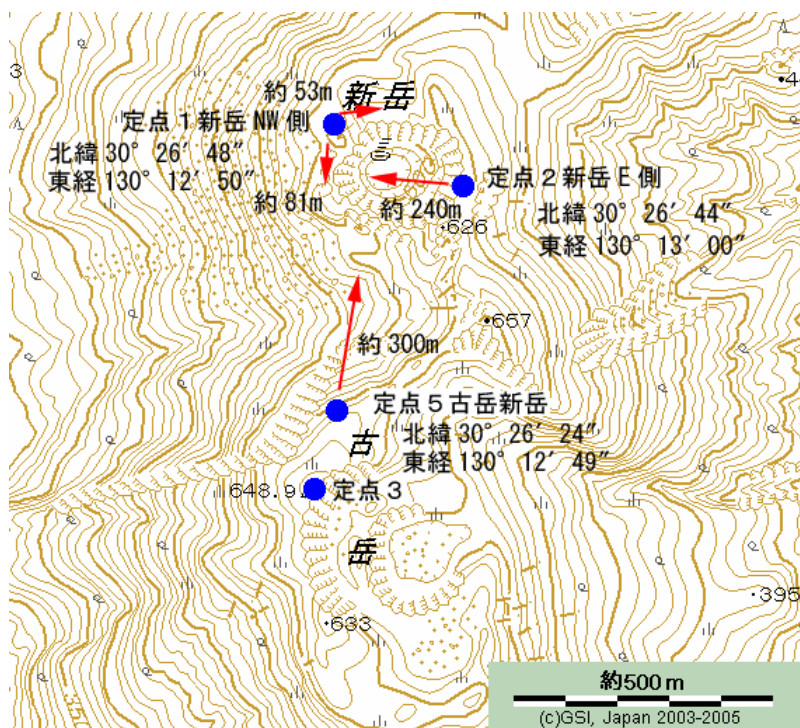 約 53m
新岳
定点１新岳 NW 側
北緯 30° 26′ 48″
東経 130° 12′ 50″
約 81m
約 240m
定点２新岳 E 側
北緯 30° 26′ 44″
東経 130° 13′ 00″
626
657
約 300m
定点５古岳新岳
北緯 30° 26′ 24″
東経 130° 12′ 49″
古
648.9
定点３
岳
395
633
約500ｍ
(c)GSI, Japan 2003-2005